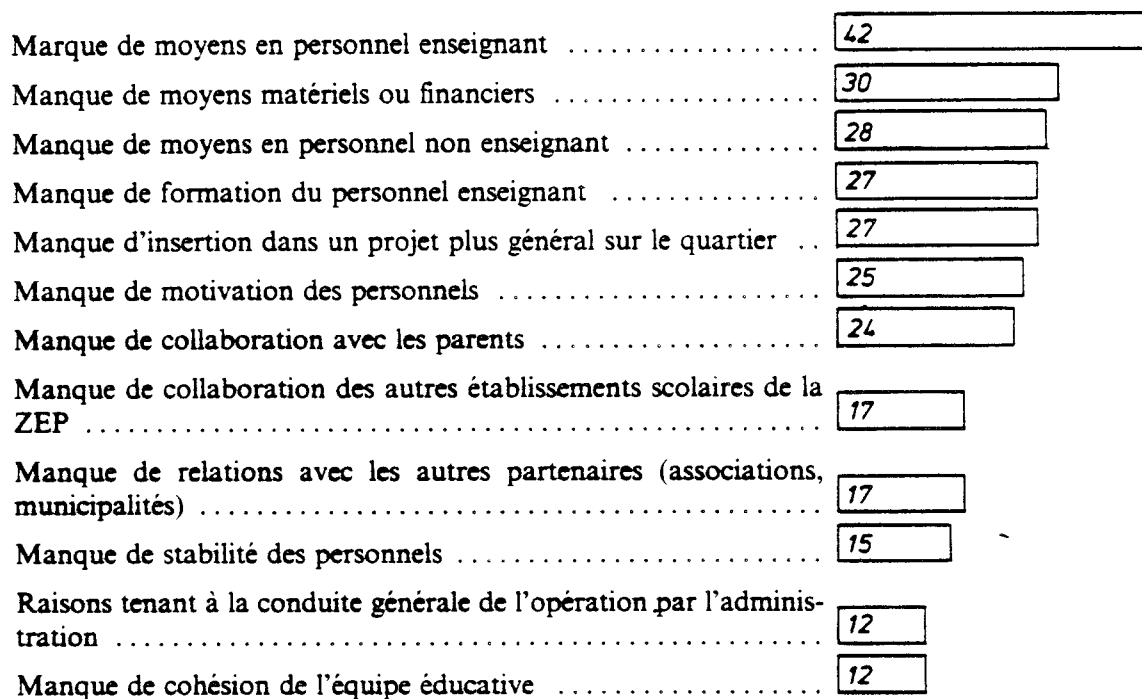 Marque de moyens en personnel enseignant .................. 42
Manque de moyens matériels ou financiers ................... 30
Manque de moyens en personnel non enseignant .............. 28
Manque de formation du personnel enseignant ............... 27
Manque d'insertion dans un projet plus général sur le quartier .. 27
Manque de motivation des personnels ....................... 25
Manque de collaboration avec les parents .................... 24
Manque de collaboration des autres établissements scolaires de la
ZEP .................................................... 17
Manque de relations avec les autres partenaires (associations,
municipalités) ............................................ 17
Manque de stabilité des personnels .......................... 15
Raisons tenant à la conduite générale de l'opération par l'adminis-
tration .................................................. 12
Manque de cohésion de l'équipe éducative ................... 12